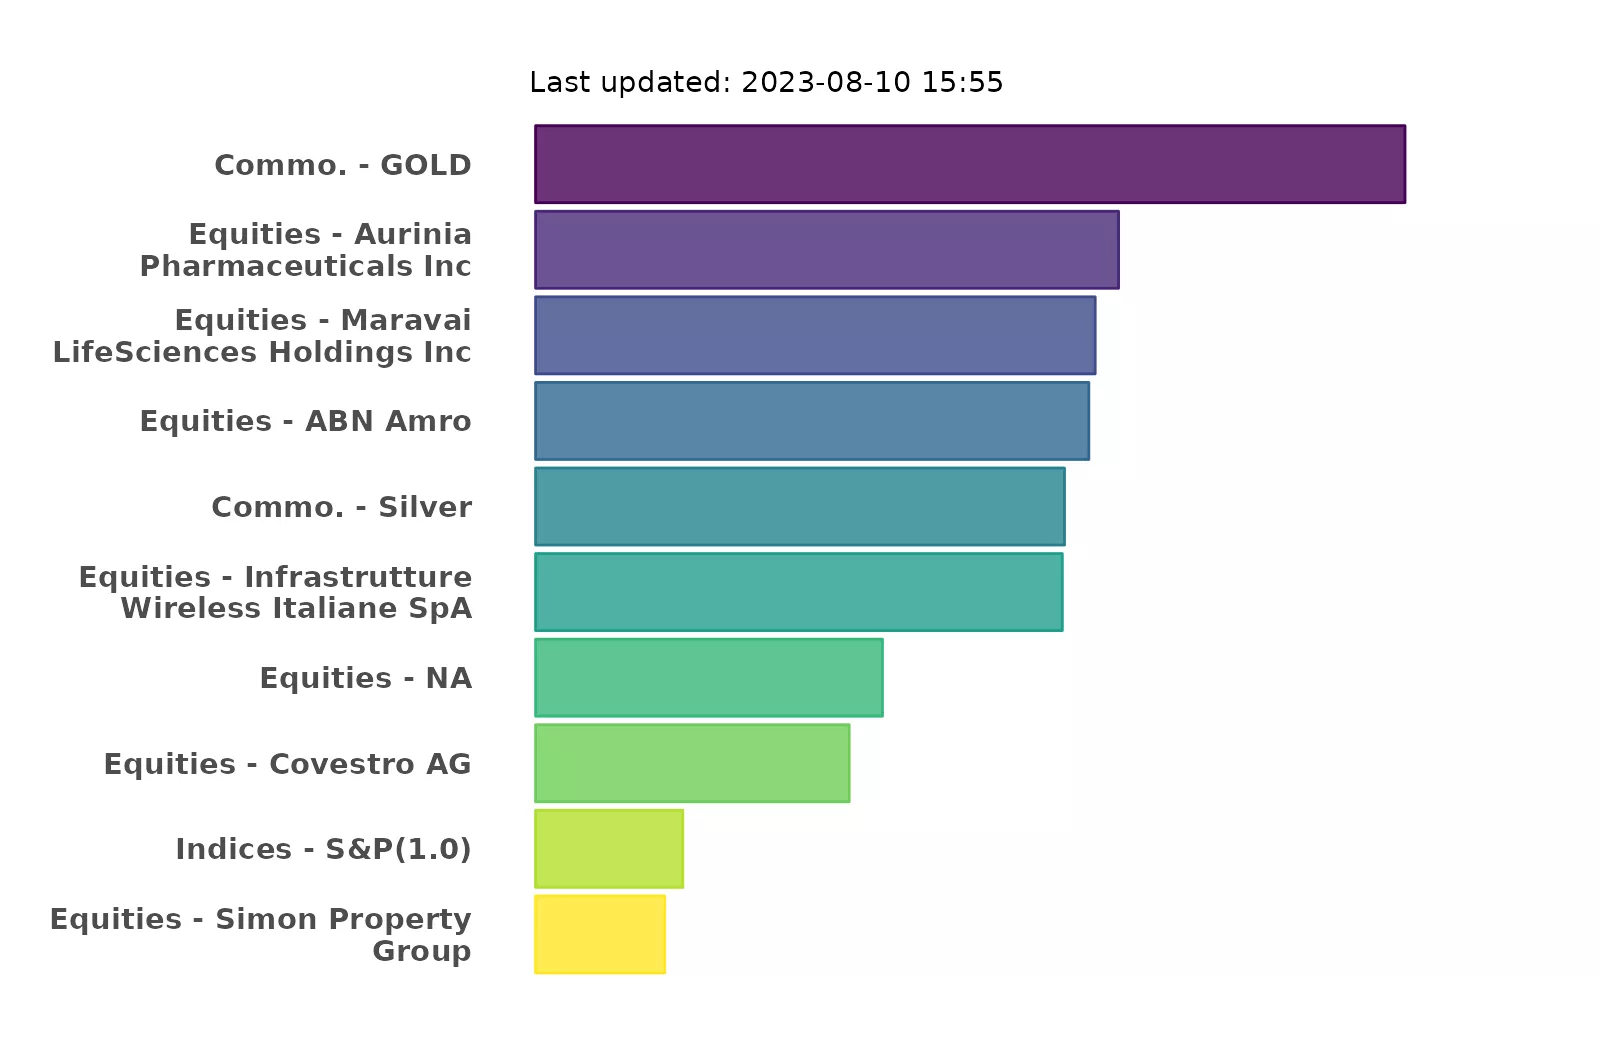 Last updated: 2023-08-10 15:55
Commo. - GOLD
Equities - Aurinia
Pharmaceuticals Inc
Equities - Maravai
LifeSciences Holdings Inc
Equities - ABN Amro
Commo. - Silver
Equities - Infrastrutture
Wireless Italiane SpA
Equities - NA
Equities - Covestro AG
Indices - S&P(1.0)
Equities - Simon Property
Group